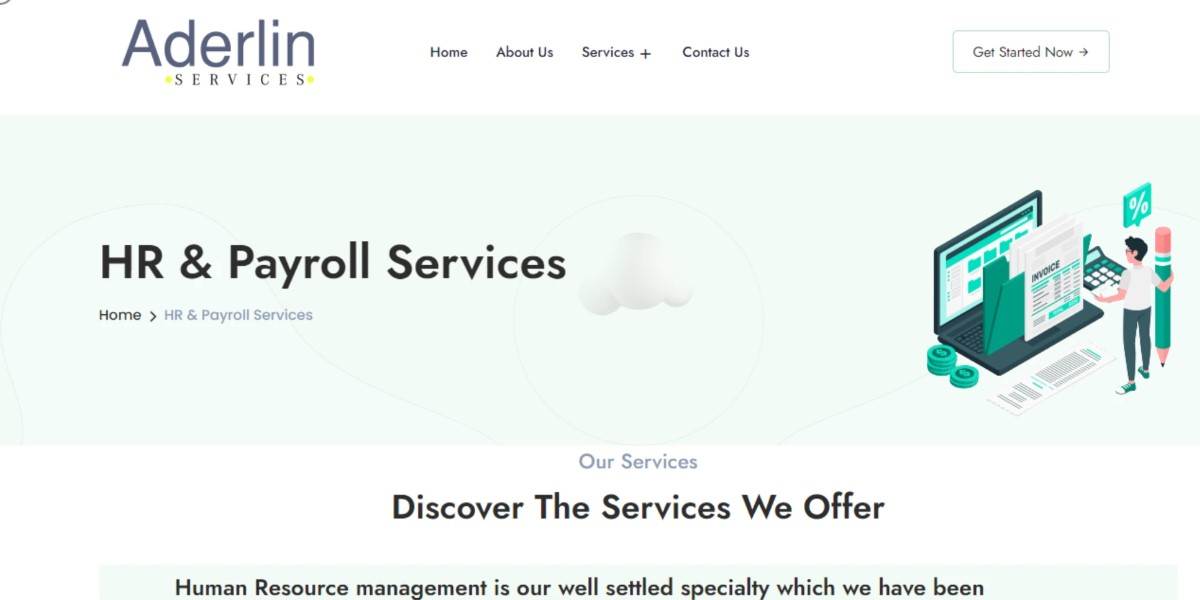 Aderlin
SERVICES
Home
About Us
Services +
Contact Us
Get Started Now →
HR & Payroll Services
Home > HR & Payroll Services
%
INVOICE
Our Services
Discover The Services We Offer
Human Resource management is our well settled specialty which we have been